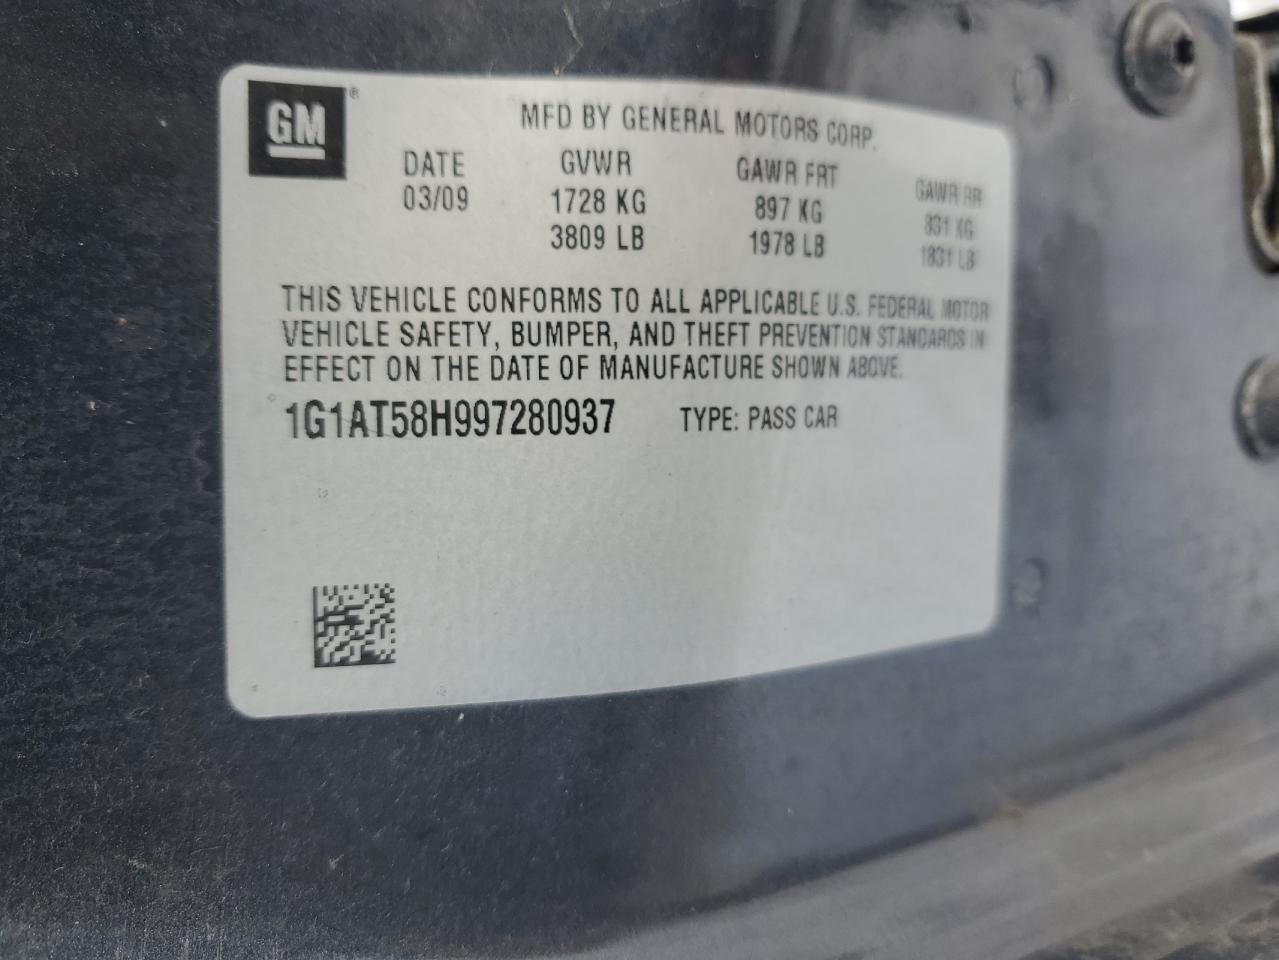 GM®
MFD BY GENERAL MOTORS CORP.
DATE GVWR GAWR FRT GAWR RR
03/09 1728 KG 897 KG 831 KG
3809 LB 1978 LB 1831 LB
THIS VEHICLE CONFORMS TO ALL APPLICABLE U.S. FEDERAL MOTOR
VEHICLE SAFETY, BUMPER, AND THEFT PREVENTION STANDARDS IN
EFFECT ON THE DATE OF MANUFACTURE SHOWN ABOVE.
1G1AT58H997280937 TYPE: PASS CAR